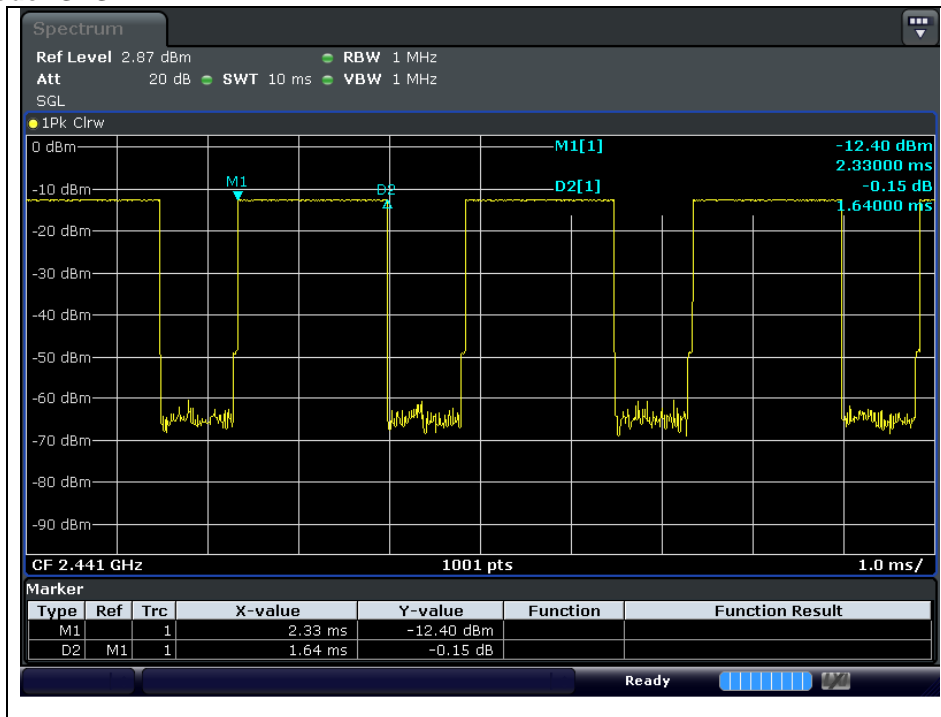 Spectrum
Ref Level 2.87 dBm RBW 1 MHz
Att 20 dB SWT 10 ms VBW 1 MHz
SGL
1Pk Clrw
0 dBm
M1[1] -12.40 dBm
2.33000 ms
-10 dBm
M1
D2
D2[1] -0.15 dB
1.64000 ms
-20 dBm
-30 dBm
-40 dBm
-50 dBm
-60 dBm
-70 dBm
-80 dBm
-90 dBm
CF 2.441 GHz 1001 pts 1.0 ms/
Marker
Type Ref Trc X-value Y-value Function Function Result
M1 1 2.33 ms -12.40 dBm
D2 M1 1 1.64 ms -0.15 dB
Ready